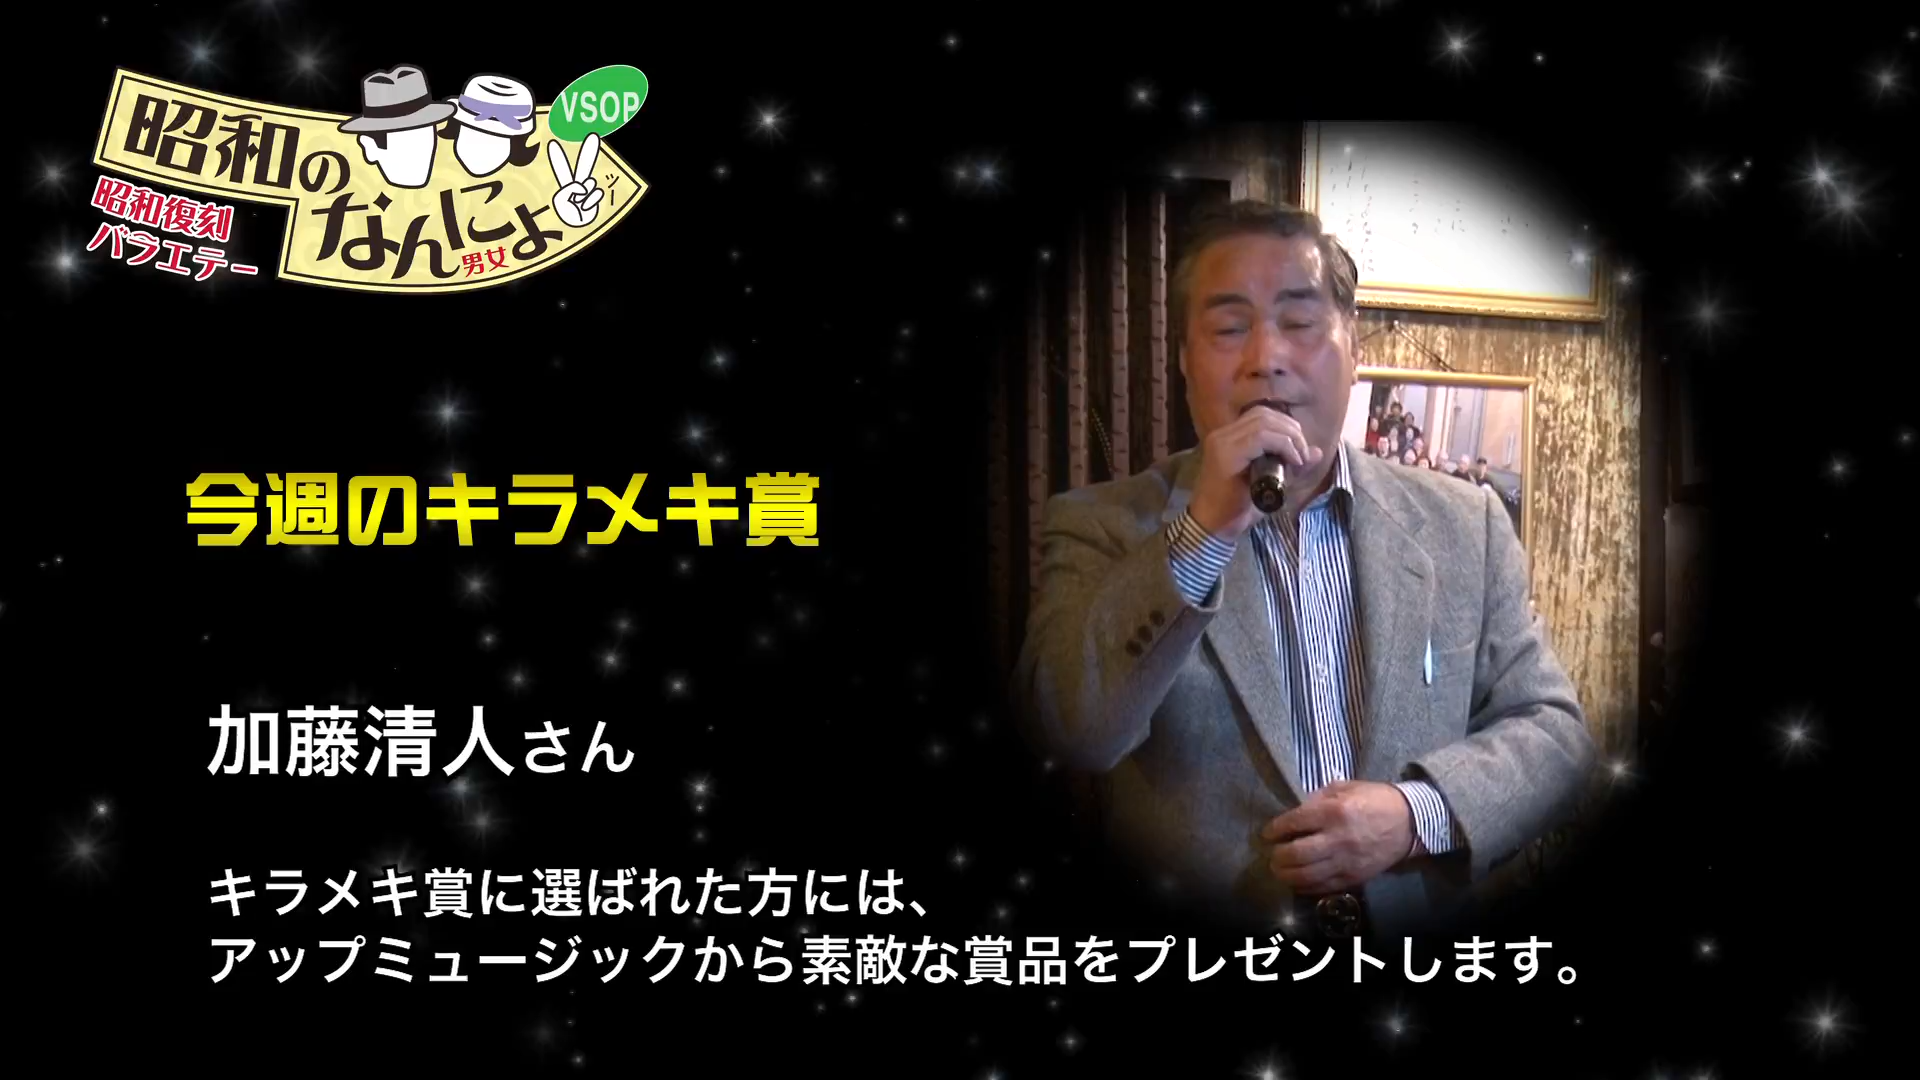 昭和の
なんにょ
男女
ツー
VSOP
昭和復刻
バラエテー
今週のキラメキ賞
加藤清人さん
キラメキ賞に選ばれた方には、
アップミュージックから素敵な賞品をプレゼントします。